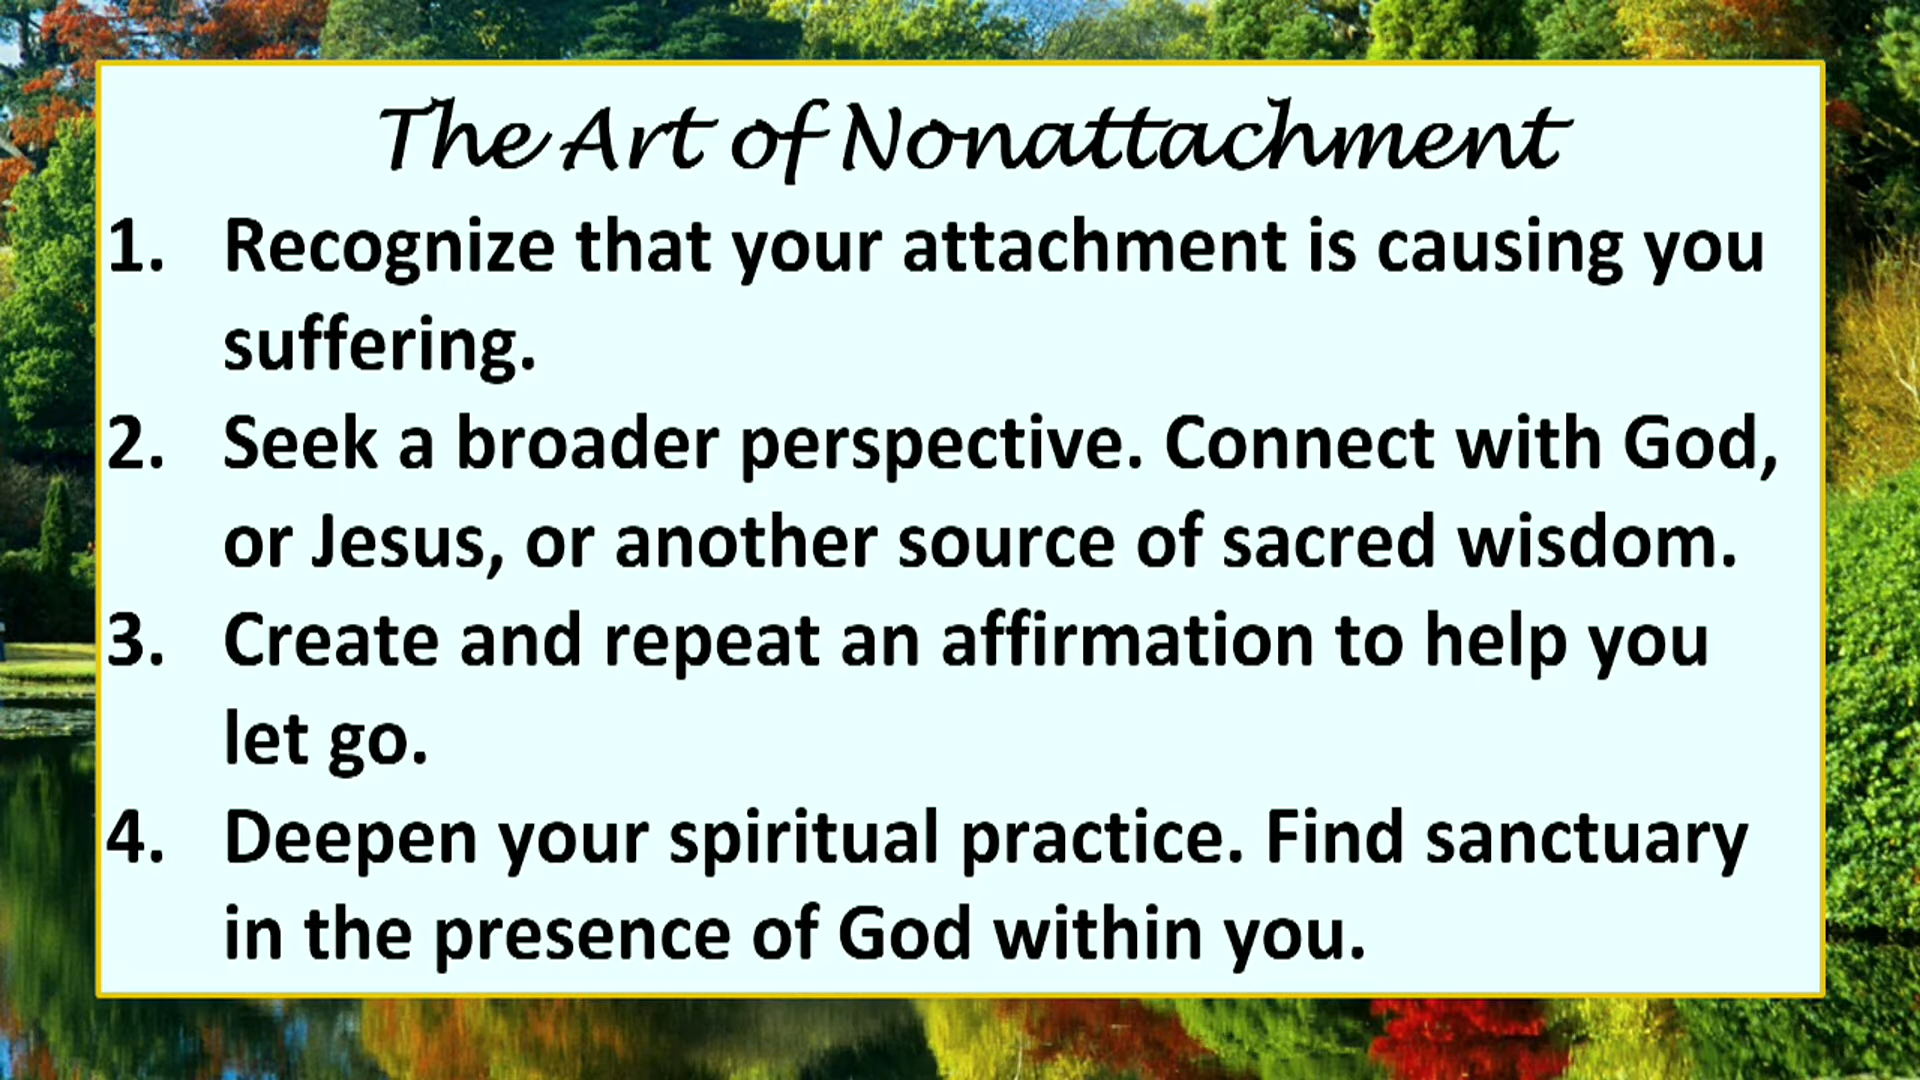 The Art of Nonattachment
1. Recognize that your attachment is causing you
suffering.
2. Seek a broader perspective. Connect with God,
or Jesus, or another source of sacred wisdom.
3. Create and repeat an affirmation to help you
let go.
4. Deepen your spiritual practice. Find sanctuary
in the presence of God within you.